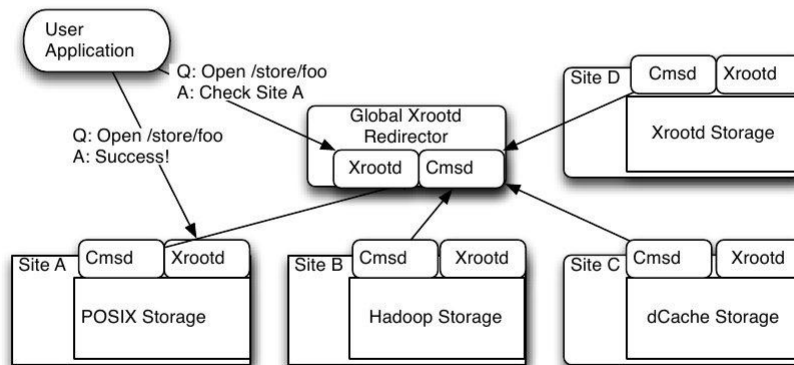 User
Application
Q: Open /store/foo
A: Check Site A
Q: Open /store/foo
A: Success!
Global Xrootd
Redirector
Xrootd
Cmsd
Site D
Cmsd
Xrootd
Xrootd Storage
Site A
Cmsd
Xrootd
POSIX Storage
Site B
Cmsd
Xrootd
Hadoop Storage
Site C
Cmsd
Xrootd
dCache Storage